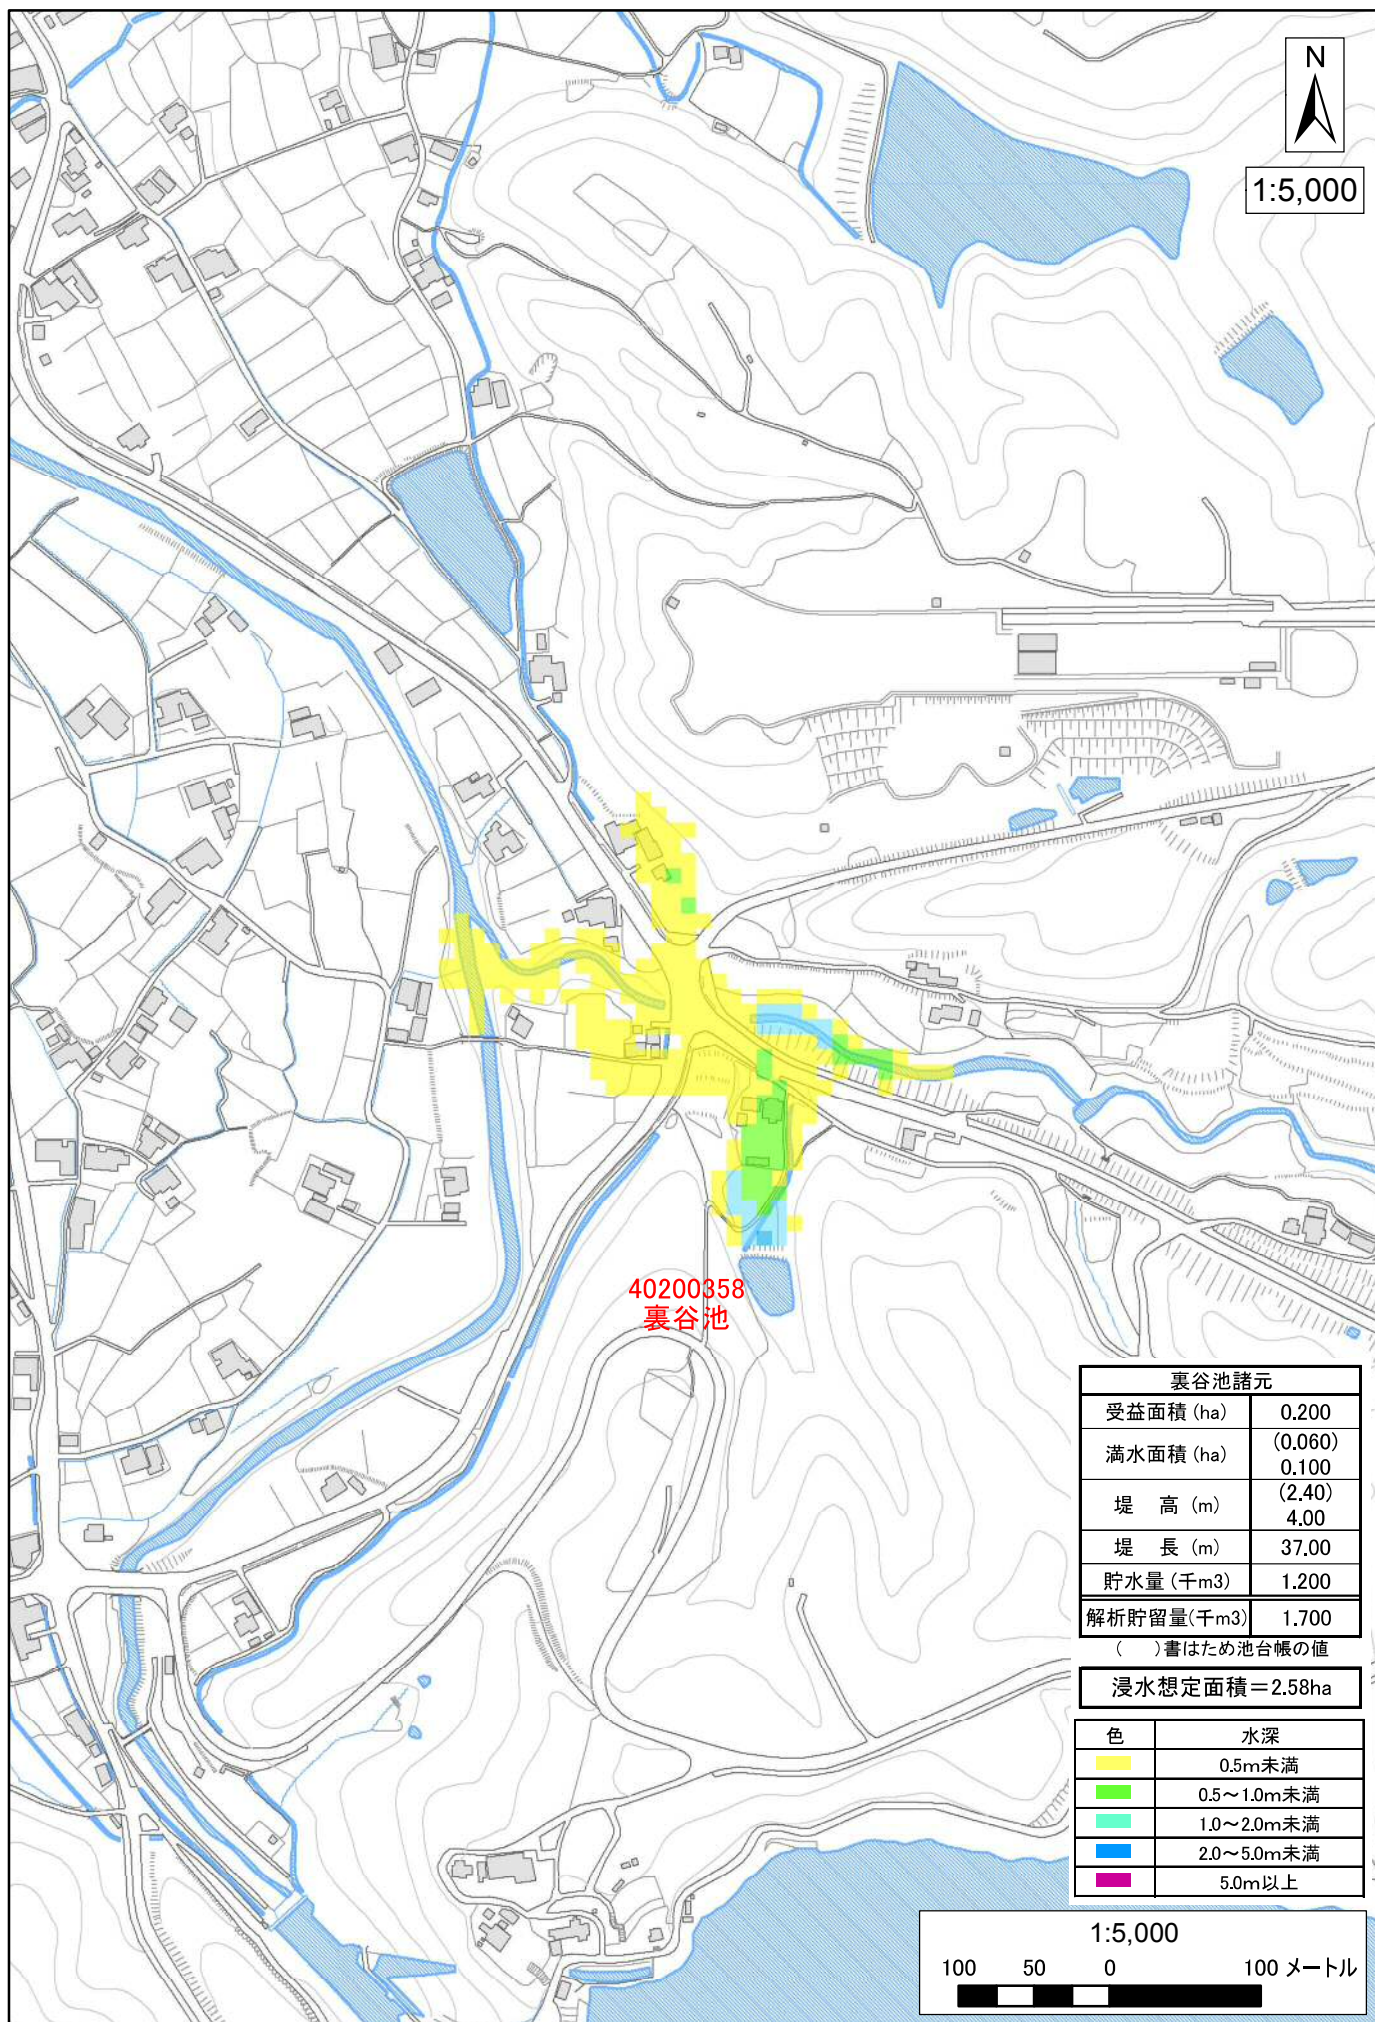 N
1:5,000
40200358
裏谷池
裏谷池諸元
受益面積(ha) 0.200
満水面積(ha) (0.060)
0.100
堤 高(m) (2.40)
4.00
堤 長(m) 37.00
貯水量(千m3) 1.200
解析貯留量(千m3) 1.700
( )書はため池台帳の値
浸水想定面積=2.58ha
色 水深
0.5m未満
0.5~1.0m未満
1.0~2.0m未満
2.0~5.0m未満
5.0m以上
1:5,000
100 50 0 100 メートル